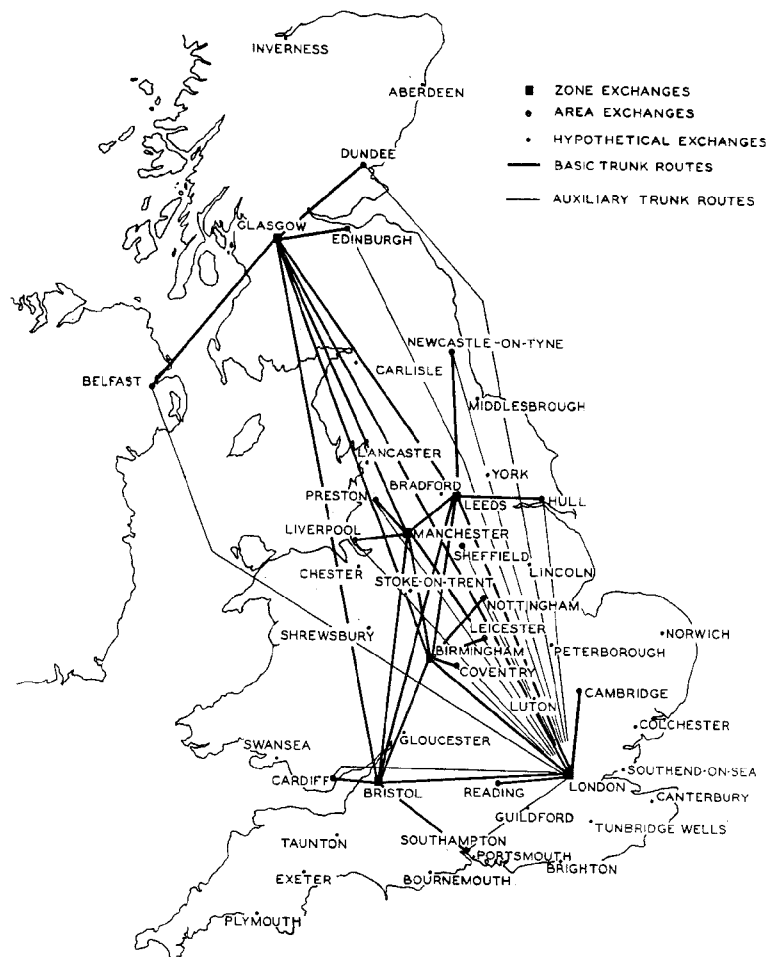 INVERNESS
ABERDEEN
ZONE EXCHANGES
AREA EXCHANGES
HYPOTHETICAL EXCHANGES
BASIC TRUNK ROUTES
AUXILIARY TRUNK ROUTES
DUNDEE
GLASGOW
EDINBURGH
NEWCASTLE-ON-TYNE
CARLISLE
BELFAST
MIDDLESBROUGH
LANCASTER
YORK
BRADFORD
PRESTON
LEEDS
HULL
LIVERPOOL
MANCHESTER
SHEFFIELD
CHESTER
LINCOLN
STOKE-ON-TRENT
NOTTINGHAM
LEICESTER
SHREWSBURY
NORWICH
BIRMINGHAM
PETERBOROUGH
COVENTRY
CAMBRIDGE
LUTON
COLCHESTER
GLOUCESTER
SWANSEA
CARDIFF
SOUTHEND-ON-SEA
BRISTOL
READING
LONDON
CANTERBURY
GUILDFORD
TUNBRIDGE WELLS
TAUNTON
SOUTHAMPTON
PORTSMOUTH
BRIGHTON
EXETER
BOURNEMOUTH
PLYMOUTH